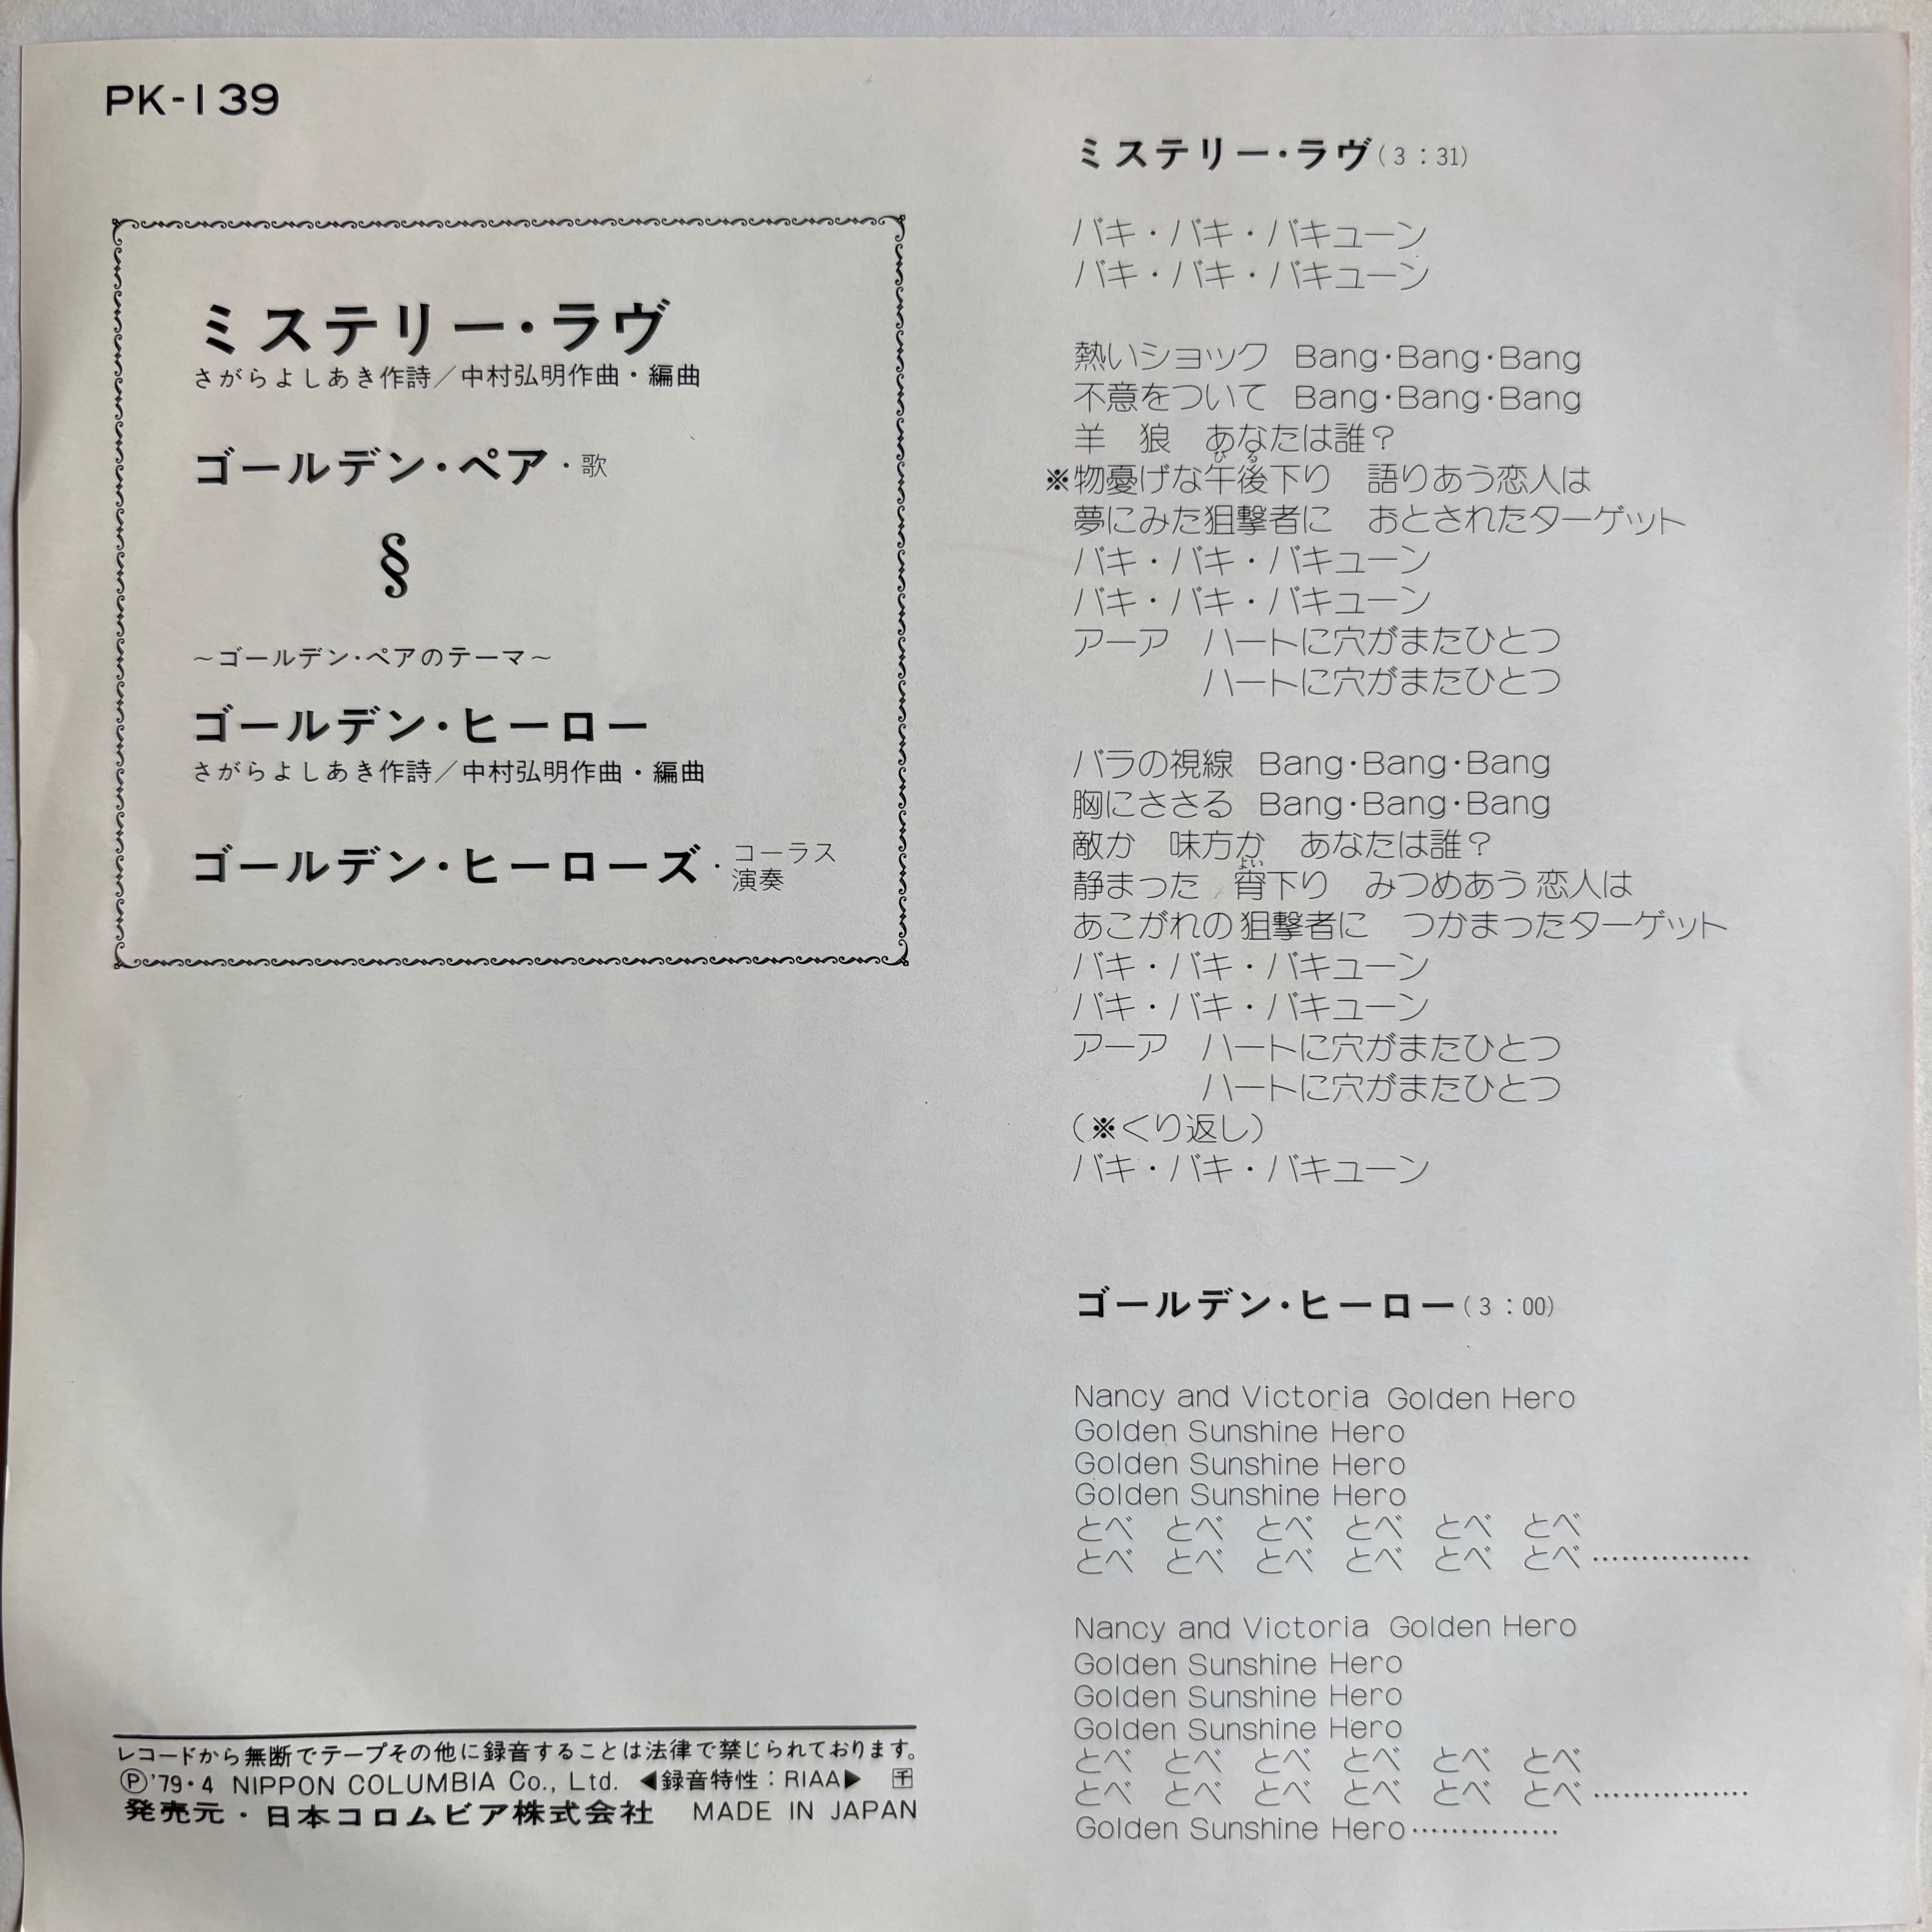 PK-139
ミステリー・ラヴ
さがらよしあき作詩／中村弘明作曲・編曲
ゴールデン・ペア・歌
§
～ゴールデン・ペアのテーマ～
ゴールデン・ヒーロー
さがらよしあき作詩／中村弘明作曲・編曲
ゴールデン・ヒーローズ・コーラス
演奏
レコードから無断でテープその他に録音することは法律で禁じられております。
Ⓟ'79・4 NIPPON COLUMBIA Co., Ltd. ◀録音特性：RIAA▶ 千
発売元・日本コロムビア株式会社 MADE IN JAPAN
ミステリー・ラヴ(3：31)
バキ・バキ・バキューン
バキ・バキ・バキューン
熱いショック Bang・Bang・Bang
不意をついて Bang・Bang・Bang
羊　狼　あなたは誰？
ひる
※物憂げな午後下り　語りあう恋人は
夢にみた狙撃者に　おとされたターゲット
バキ・バキ・バキューン
バキ・バキ・バキューン
アーア　ハートに穴がまたひとつ
ハートに穴がまたひとつ
バラの視線 Bang・Bang・Bang
胸にささる Bang・Bang・Bang
敵か　味方か　あなたは誰？
よい
静まった　宵下り　みつめあう恋人は
あこがれの狙撃者に　つかまったターゲット
バキ・バキ・バキューン
バキ・バキ・バキューン
アーア　ハートに穴がまたひとつ
ハートに穴がまたひとつ
(※くり返し)
バキ・バキ・バキューン
ゴールデン・ヒーロー(3：00)
Nancy and Victoria Golden Hero
Golden Sunshine Hero
Golden Sunshine Hero
Golden Sunshine Hero
とべ　とべ　とべ　とべ　とべ　とべ
とべ　とべ　とべ　とべ　とべ　とべ………………
Nancy and Victoria Golden Hero
Golden Sunshine Hero
Golden Sunshine Hero
Golden Sunshine Hero
とべ　とべ　とべ　とべ　とべ　とべ
とべ　とべ　とべ　とべ　とべ　とべ………………
Golden Sunshine Hero………………